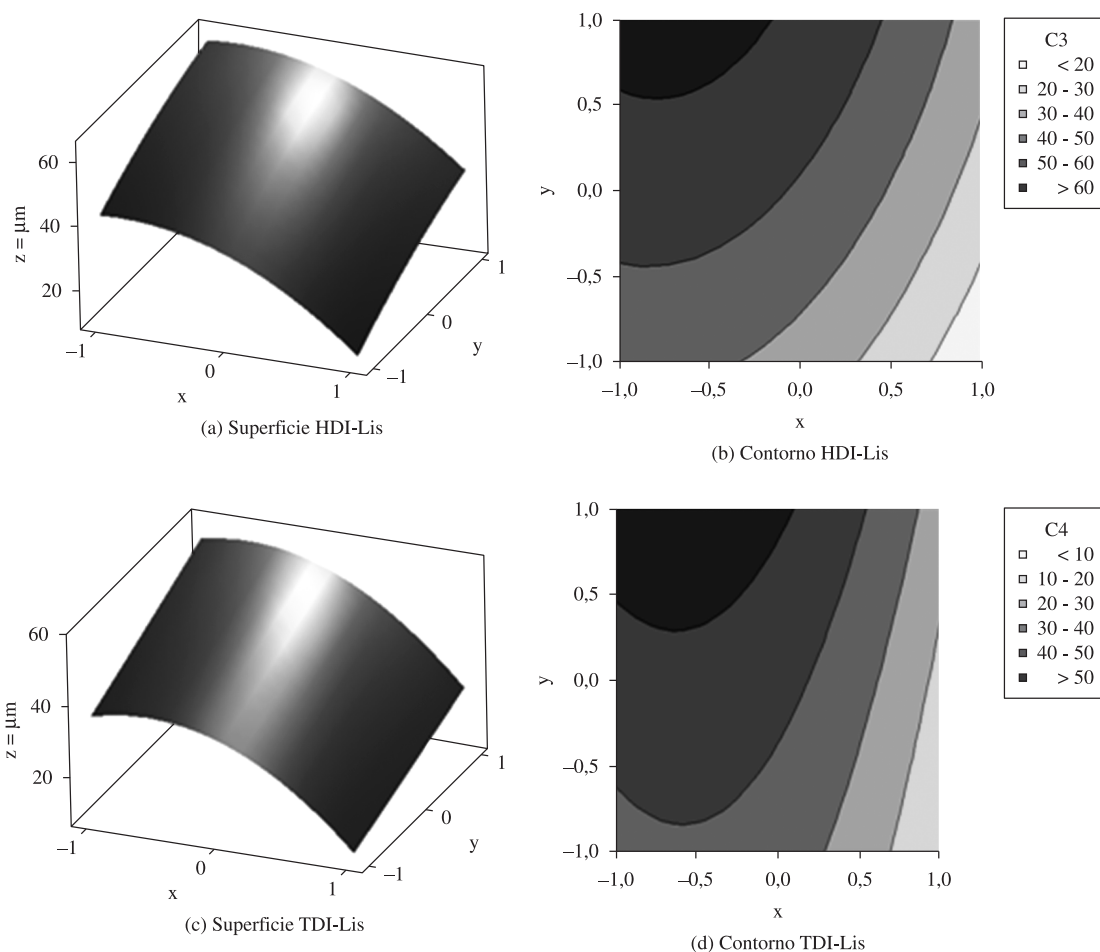 60
40
20
z = μm
–1
0
1
x
–1
0
1
y
(a) Superficie HDI-Lis
1,0
0,5
0,0
–0,5
–1,0
y
–1,0
–0,5
0,0
0,5
1,0
x
(b) Contorno HDI-Lis
C3
< 20
20 - 30
30 - 40
40 - 50
50 - 60
> 60
60
40
20
z = μm
–1
0
1
x
–1
0
1
y
(c) Superficie TDI-Lis
1,0
0,5
0,0
–0,5
–1,0
y
–1,0
–0,5
0,0
0,5
1,0
x
(d) Contorno TDI-Lis
C4
< 10
10 - 20
20 - 30
30 - 40
40 - 50
> 50